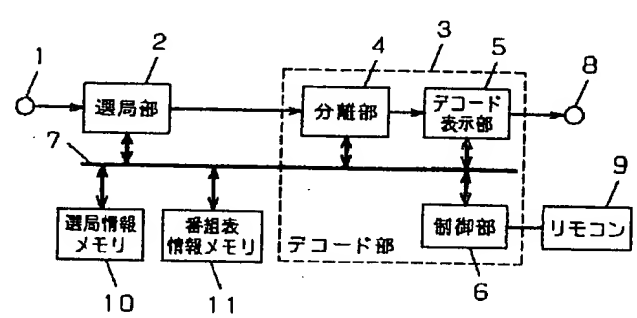 1
2
3
4
5
8
選局部
分離部
デコード
表示部
7
選局情報
メモリ
番組表
情報メモリ
デコード部
制御部
9
リモコン
10
11
6